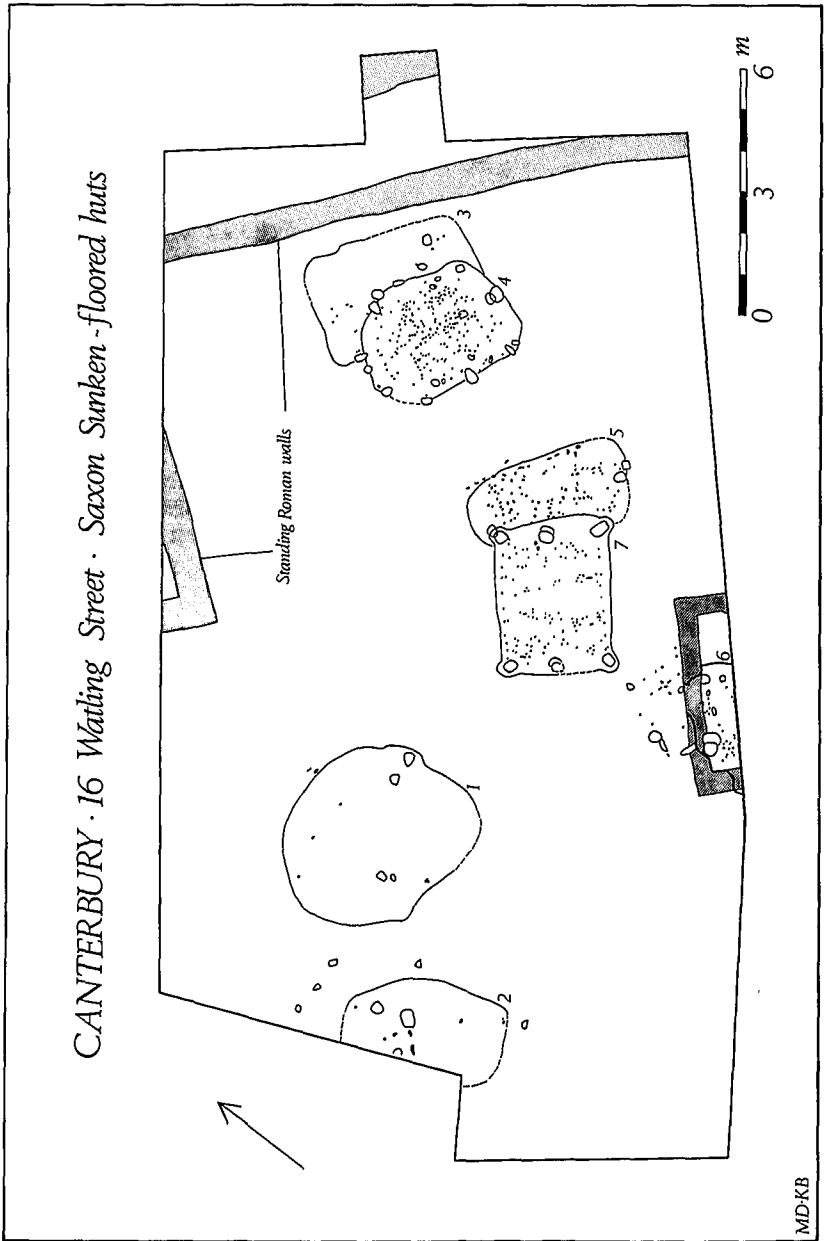 CANTERBURY · 16 Watling Street · Saxon Sunken-floored huts
Standing Roman walls
1
2
3
4
5
6
7
0 3 6 m
MD·KB